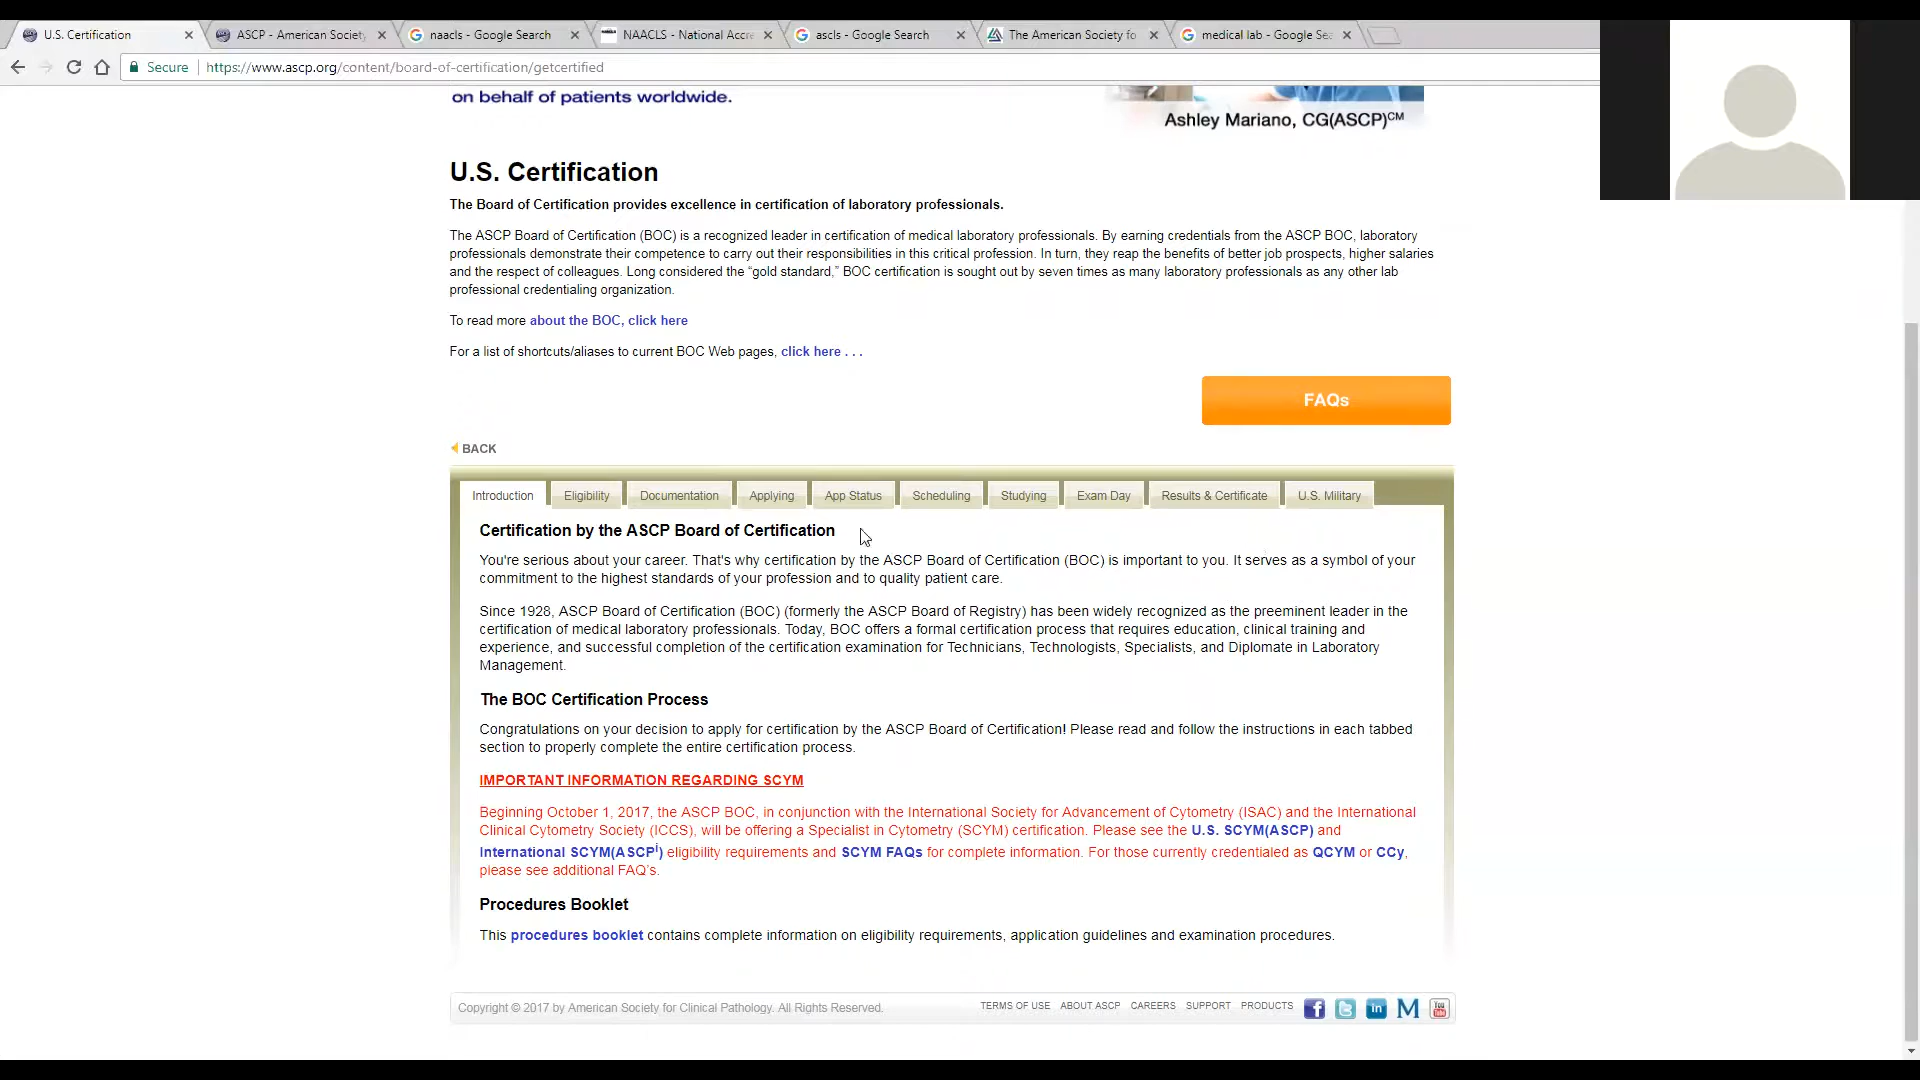 U.S. Certification
ASCP - American Society
naacls - Google Search
NAACLS - National Accre
ascls - Google Search
The American Society fo
medical lab - Google Sea
Secure https://www.ascp.org/content/board-of-certification/getcertified
on behalf of patients worldwide.
Ashley Mariano, CG(ASCP)CM
U.S. Certification
The Board of Certification provides excellence in certification of laboratory professionals.
The ASCP Board of Certification (BOC) is a recognized leader in certification of medical laboratory professionals. By earning credentials from the ASCP BOC, laboratory
professionals demonstrate their competence to carry out their responsibilities in this critical profession. In turn, they reap the benefits of better job prospects, higher salaries
and the respect of colleagues. Long considered the “gold standard,” BOC certification is sought out by seven times as many laboratory professionals as any other lab
professional credentialing organization.
To read more about the BOC, click here
For a list of shortcuts/aliases to current BOC Web pages, click here . . .
FAQs
BACK
Introduction Eligibility Documentation Applying App Status Scheduling Studying Exam Day Results & Certificate U.S. Military
Certification by the ASCP Board of Certification
You're serious about your career. That's why certification by the ASCP Board of Certification (BOC) is important to you. It serves as a symbol of your
commitment to the highest standards of your profession and to quality patient care.
Since 1928, ASCP Board of Certification (BOC) (formerly the ASCP Board of Registry) has been widely recognized as the preeminent leader in the
certification of medical laboratory professionals. Today, BOC offers a formal certification process that requires education, clinical training and
experience, and successful completion of the certification examination for Technicians, Technologists, Specialists, and Diplomate in Laboratory
Management.
The BOC Certification Process
Congratulations on your decision to apply for certification by the ASCP Board of Certification! Please read and follow the instructions in each tabbed
section to properly complete the entire certification process.
IMPORTANT INFORMATION REGARDING SCYM
Beginning October 1, 2017, the ASCP BOC, in conjunction with the International Society for Advancement of Cytometry (ISAC) and the International
Clinical Cytometry Society (ICCS), will be offering a Specialist in Cytometry (SCYM) certification. Please see the U.S. SCYM(ASCP) and
International SCYM(ASCPi) eligibility requirements and SCYM FAQs for complete information. For those currently credentialed as QCYM or CCy,
please see additional FAQ's.
Procedures Booklet
This procedures booklet contains complete information on eligibility requirements, application guidelines and examination procedures.
Copyright © 2017 by American Society for Clinical Pathology. All Rights Reserved. TERMS OF USE ABOUT ASCP CAREERS SUPPORT PRODUCTS